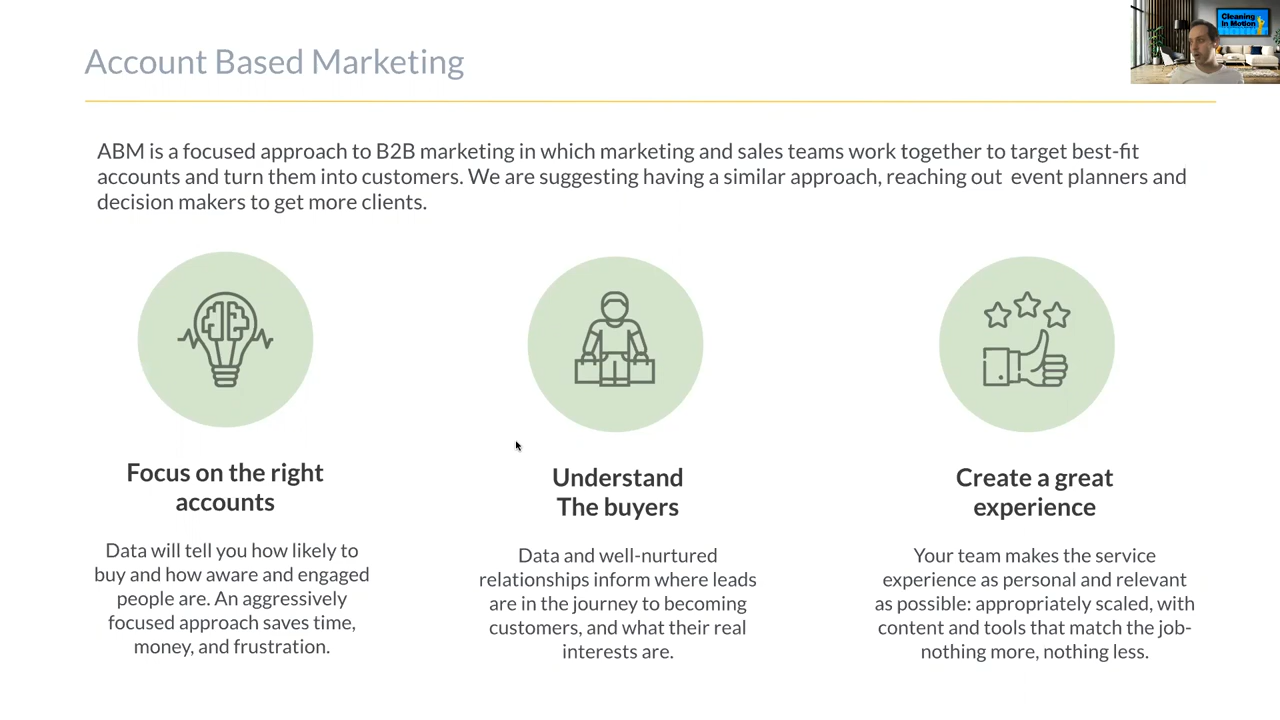 Account Based Marketing
Cleaning
In Motion
ABM is a focused approach to B2B marketing in which marketing and sales teams work together to target best-fit
accounts and turn them into customers. We are suggesting having a similar approach, reaching out event planners and
decision makers to get more clients.
Focus on the right
accounts
Data will tell you how likely to
buy and how aware and engaged
people are. An aggressively
focused approach saves time,
money, and frustration.
Understand
The buyers
Data and well-nurtured
relationships inform where leads
are in the journey to becoming
customers, and what their real
interests are.
Create a great
experience
Your team makes the service
experience as personal and relevant
as possible: appropriately scaled, with
content and tools that match the job-
nothing more, nothing less.